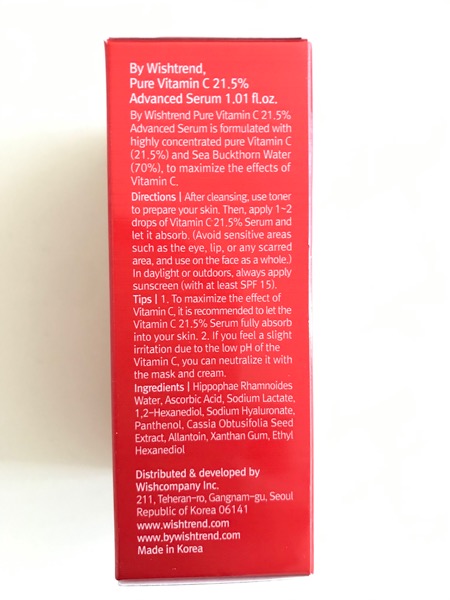 By Wishtrend,
Pure Vitamin C 21.5%
Advanced Serum 1.01 fl.oz.
By Wishtrend Pure Vitamin C 21.5%
Advanced Serum is formulated with
highly concentrated pure Vitamin C
(21.5%) and Sea Buckthorn Water
(70%), to maximize the effects of
Vitamin C.
Directions | After cleansing, use toner
to prepare your skin. Then, apply 1~2
drops of Vitamin C 21.5% Serum and
let it absorb. (Avoid sensitive areas
such as the eye, lip, or any scarred
area, and use on the face as a whole.)
In daylight or outdoors, always apply
sunscreen (with at least SPF 15).
Tips | 1. To maximize the effect of
Vitamin C, it is recommended to let the
Vitamin C 21.5% Serum fully absorb
into your skin. 2. If you feel a slight
irritation due to the low pH of the
Vitamin C, you can neutralize it with
the mask and cream.
Ingredients | Hippophae Rhamnoides
Water, Ascorbic Acid, Sodium Lactate,
1,2-Hexanediol, Sodium Hyaluronate,
Panthenol, Cassia Obtusifolia Seed
Extract, Allantoin, Xanthan Gum, Ethyl
Hexanediol
Distributed & developed by
Wishcompany Inc.
211, Teheran-ro, Gangnam-gu, Seoul
Republic of Korea 06141
www.wishtrend.com
www.bywishtrend.com
Made in Korea